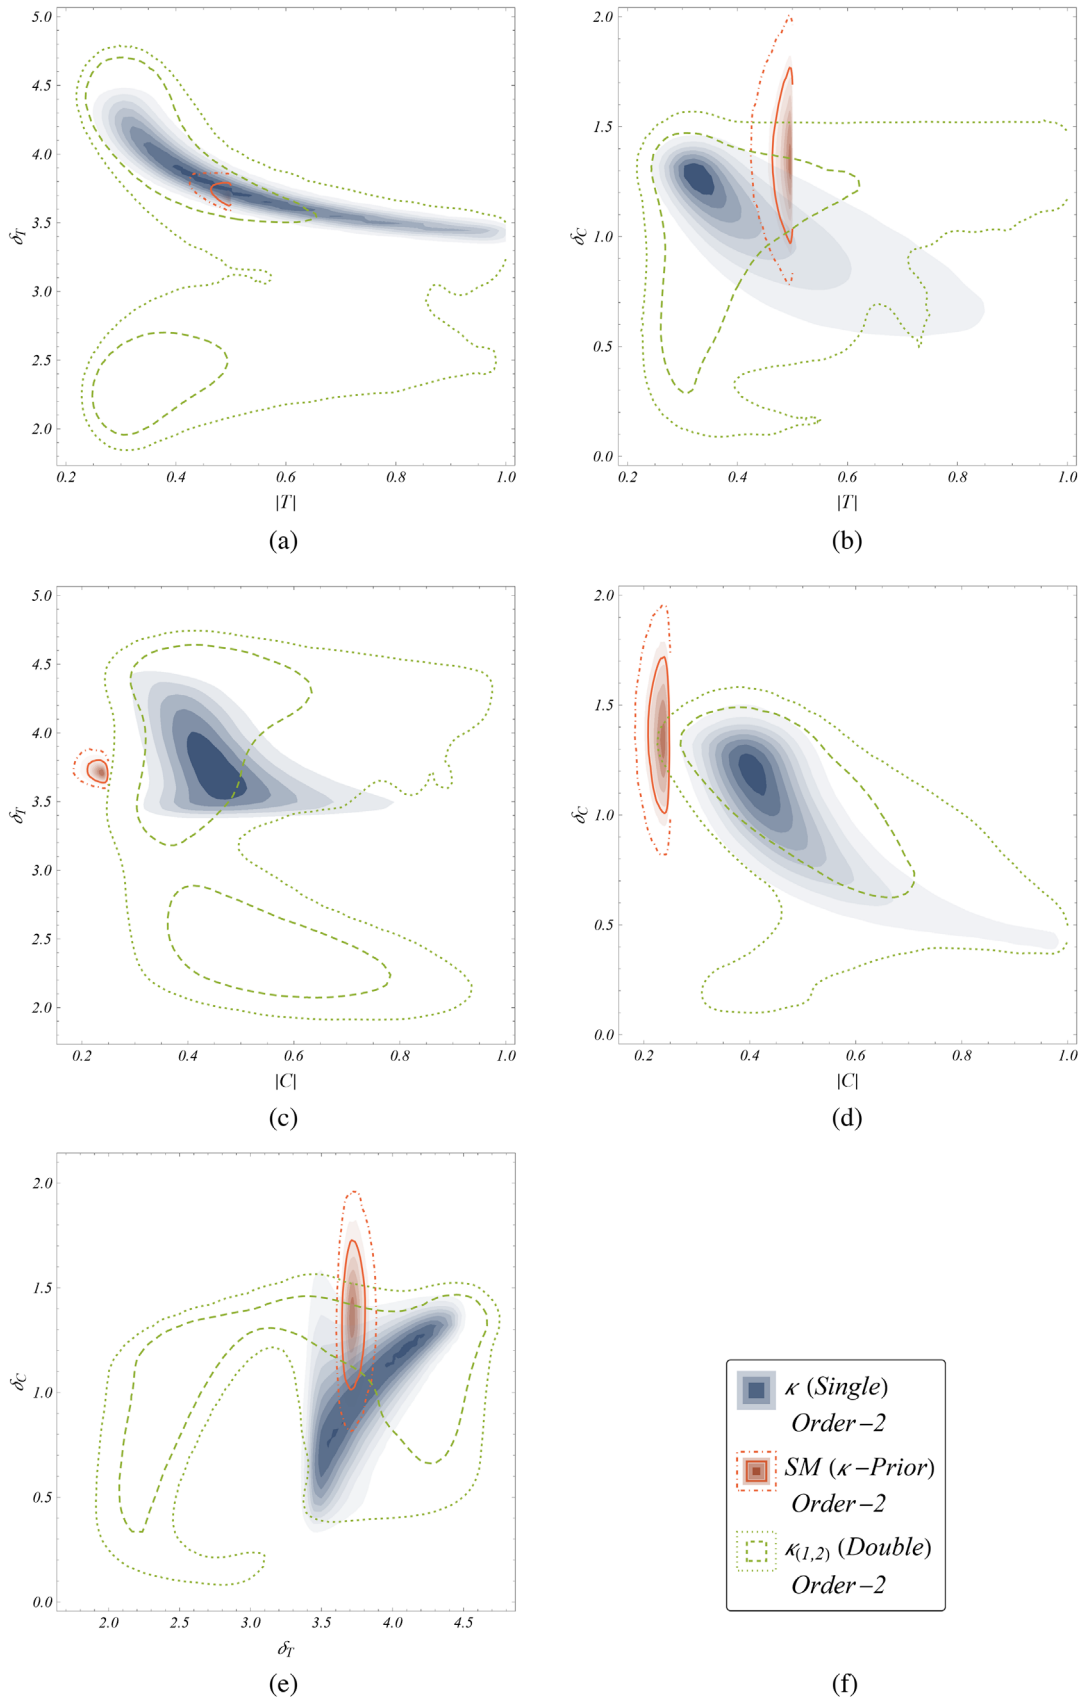 5.0
4.5
4.0
3.5
3.0
2.5
2.0
δT
0.2 0.4 0.6 0.8 1.0
|T|
(a)
2.0
1.5
1.0
0.5
0.0
δC
0.2 0.4 0.6 0.8 1.0
|T|
(b)
5.0
4.5
4.0
3.5
3.0
2.5
2.0
δT
0.2 0.4 0.6 0.8 1.0
|C|
(c)
2.0
1.5
1.0
0.5
0.0
δC
0.2 0.4 0.6 0.8 1.0
|C|
(d)
2.0
1.5
1.0
0.5
0.0
δC
2.0 2.5 3.0 3.5 4.0 4.5
δT
(e)
κ (Single)
Order−2
SM (κ−Prior)
Order−2
κ(1,2) (Double)
Order−2
(f)